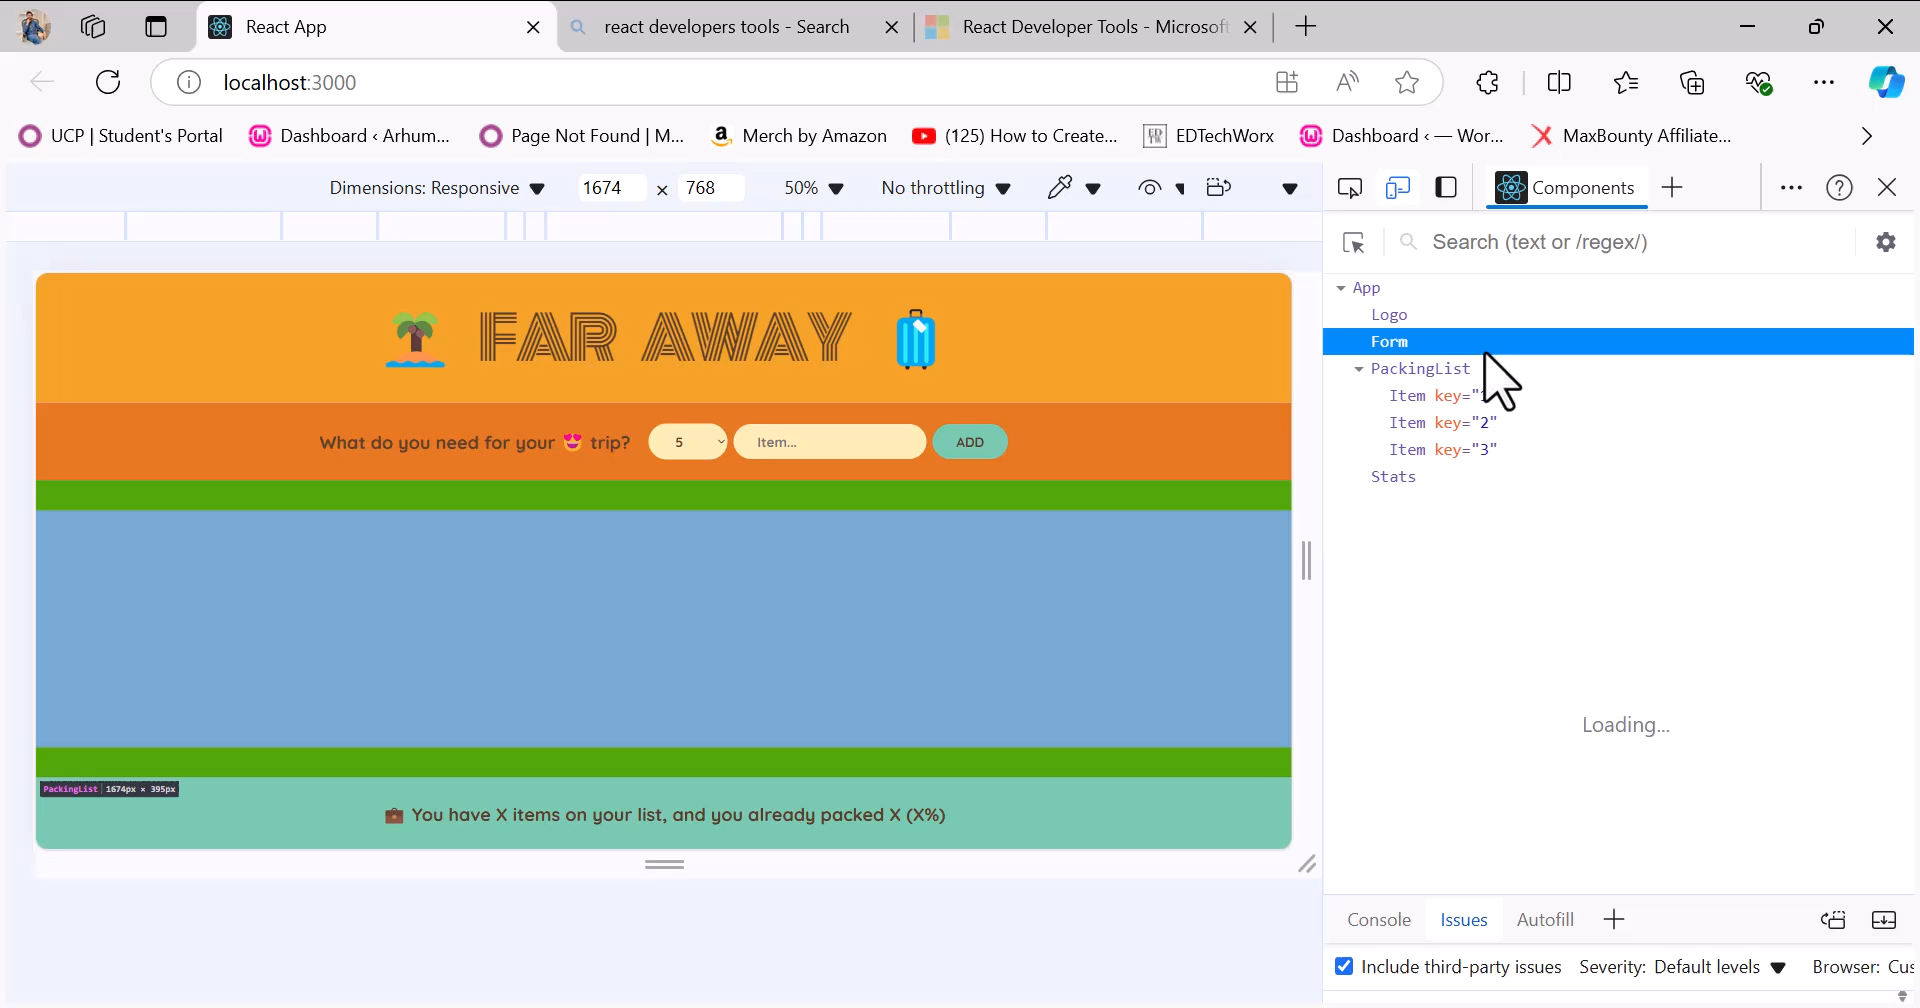 React App
react developers tools - Search
React Developer Tools - Microsoft
localhost:3000
UCP | Student's Portal
Dashboard ‹ Arhum...
Page Not Found | M...
Merch by Amazon
(125) How to Create...
EDTechWorx
Dashboard ‹ — Wor...
MaxBounty Affiliate...
Dimensions: Responsive
1674 x 768
50%
No throttling
Components
Search (text or /regex/)
App
Logo
Form
PackingList
Item key="
Item key="2"
Item key="3"
Stats
Loading...
FAR AWAY
What do you need for your 😍 trip?
5
Item...
ADD
PackingList | 1674px × 395px
You have X items on your list, and you already packed X (X%)
Console
Issues
Autofill
Include third-party issues
Severity: Default levels
Browser: Cus